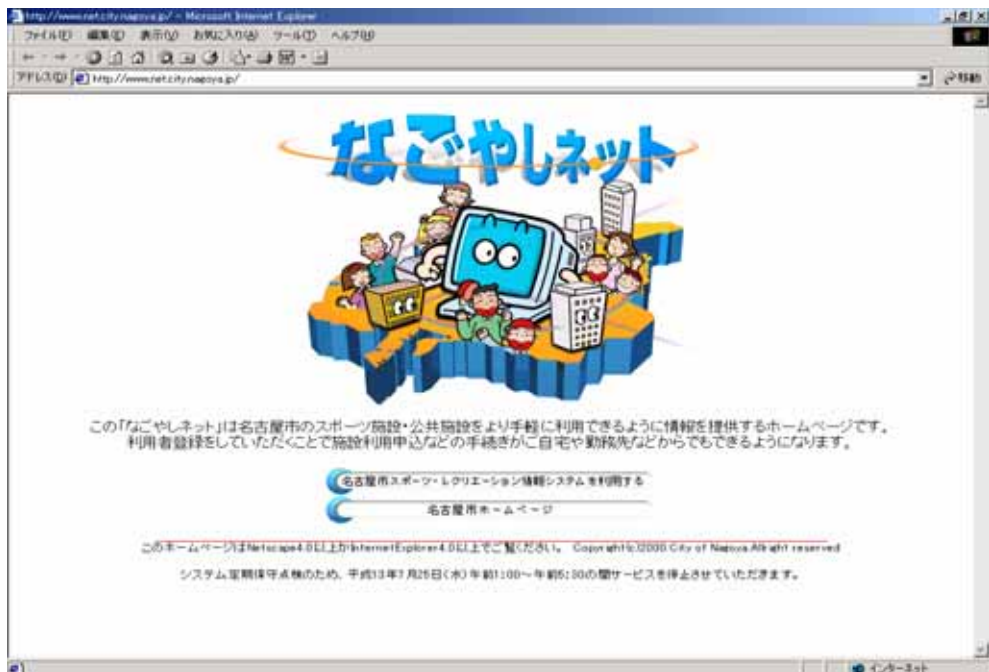 http://www.net.city.nagoya.jp/ - Microsoft Internet Explorer
ファイル(F) 編集(E) 表示(V) お気に入り(A) ツール(T) ヘルプ(H)
アドレス(D) http://www.net.city.nagoya.jp/ 移動
なごやしネット
この「なごやしネット」は名古屋市のスポーツ施設・公共施設をより手軽に利用できるように情報を提供するホームページです。
利用者登録をしていただくことで施設利用申込などの手続きがご自宅や勤務先などからでもできるようになります。
名古屋市スポーツ・レクリエーション情報システムを利用する
名古屋市ホームページ
このホームページはNetscape4.0以上かInternetExplorer4.0以上でご覧ください。 Copyright(c)2000 City of Nagoya.All right reserved
システム定期保守点検のため、平成13年7月25日(水)午前1:00～午前5:30の間サービスを停止させていただきます。
インターネット